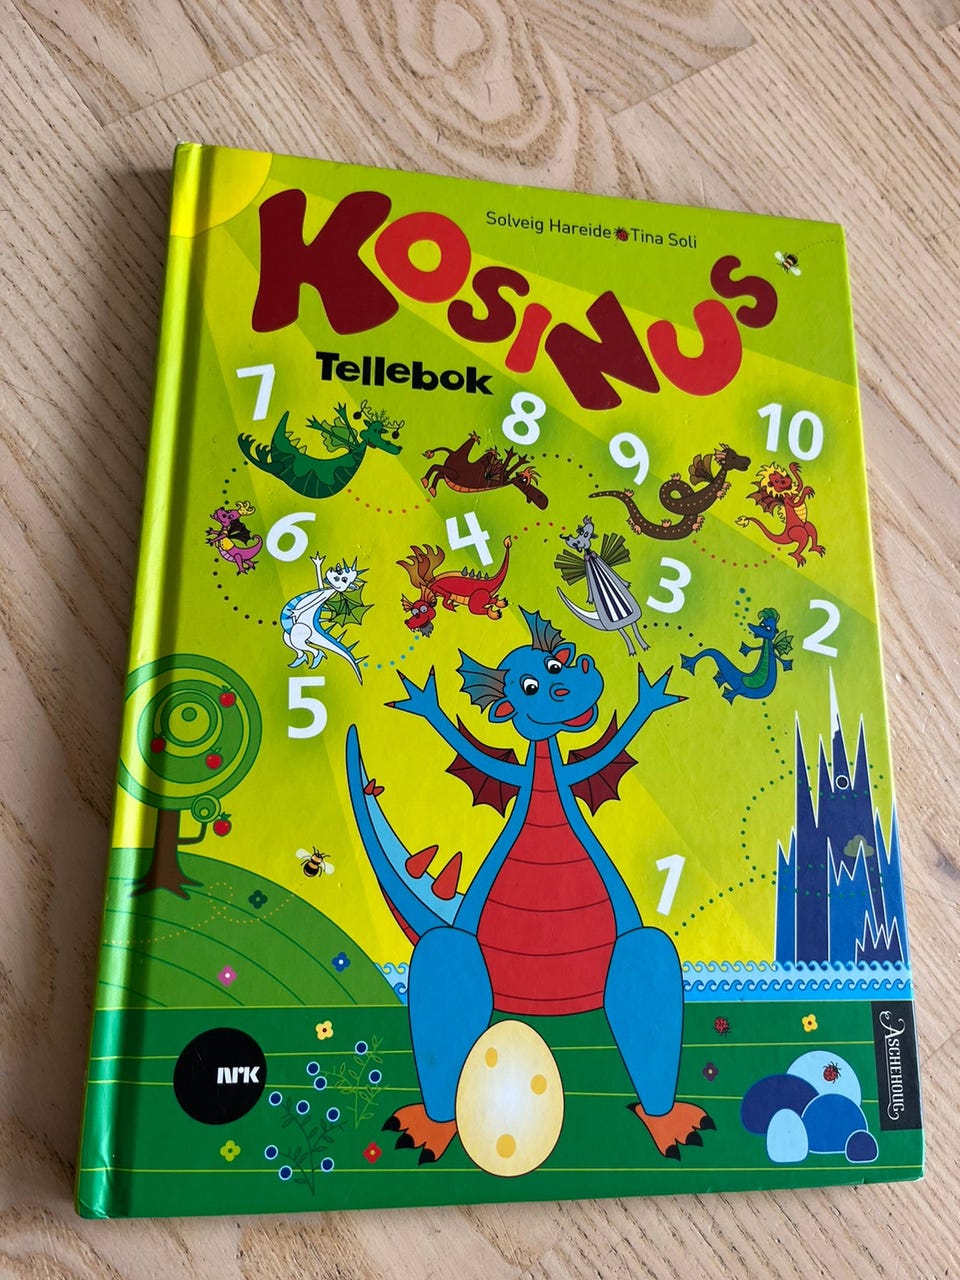 Solveig Hareide Tina Soli
KOSINUS
Tellebok
7
8
9
10
6
4
3
2
5
1
nrk
ASCHEHOUG